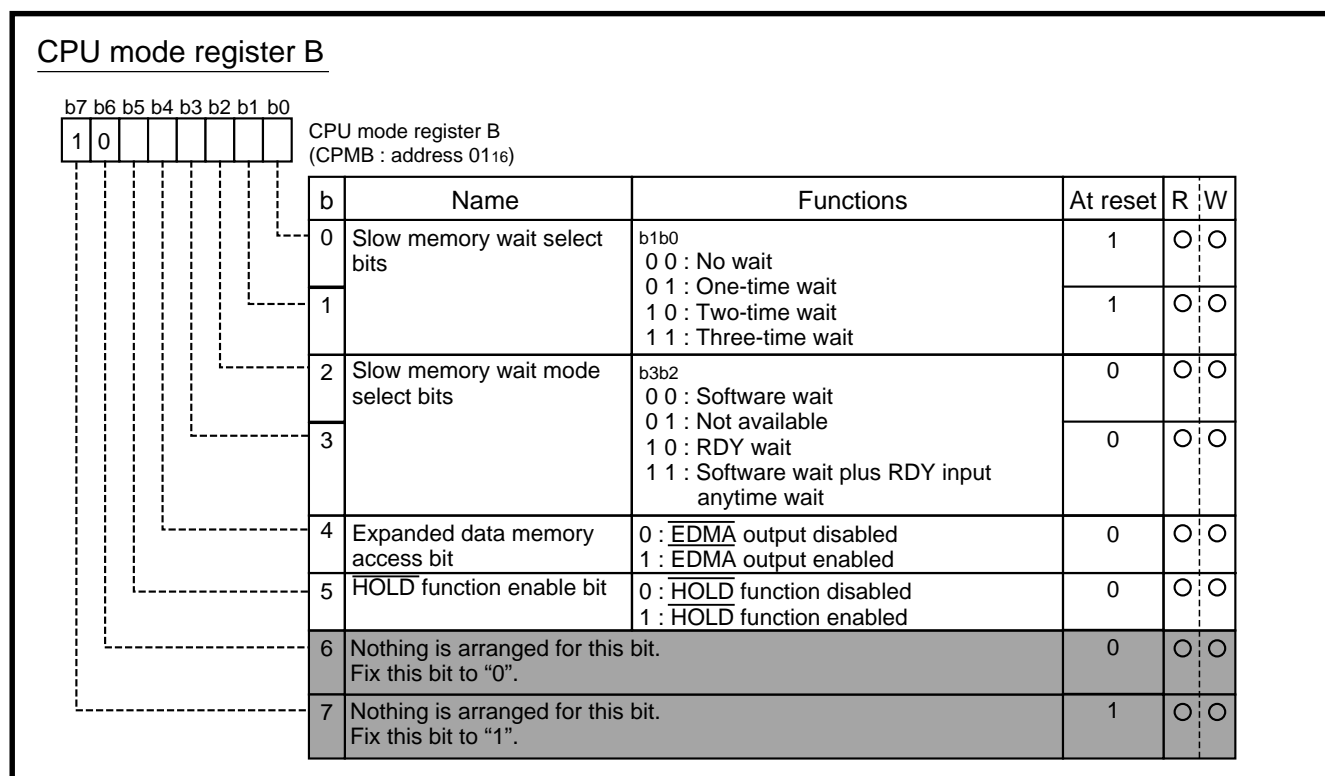 CPU mode register B
b7 b6 b5 b4 b3 b2 b1 b0
1 0
CPU mode register B
(CPMB : address 0116)
b Name Functions At reset R W
0 Slow memory wait select bits
b1b0
0 0 : No wait
0 1 : One-time wait
1 0 : Two-time wait
1 1 : Three-time wait
1 O O
1
1 O O
2 Slow memory wait mode select bits
b3b2
0 0 : Software wait
0 1 : Not available
1 0 : RDY wait
1 1 : Software wait plus RDY input
anytime wait
0 O O
3
0 O O
4 Expanded data memory access bit
0 : EDMA output disabled
1 : EDMA output enabled
0 O O
5 HOLD function enable bit
0 : HOLD function disabled
1 : HOLD function enabled
0 O O
6 Nothing is arranged for this bit.
Fix this bit to “0”.
0 O O
7 Nothing is arranged for this bit.
Fix this bit to “1”.
1 O O